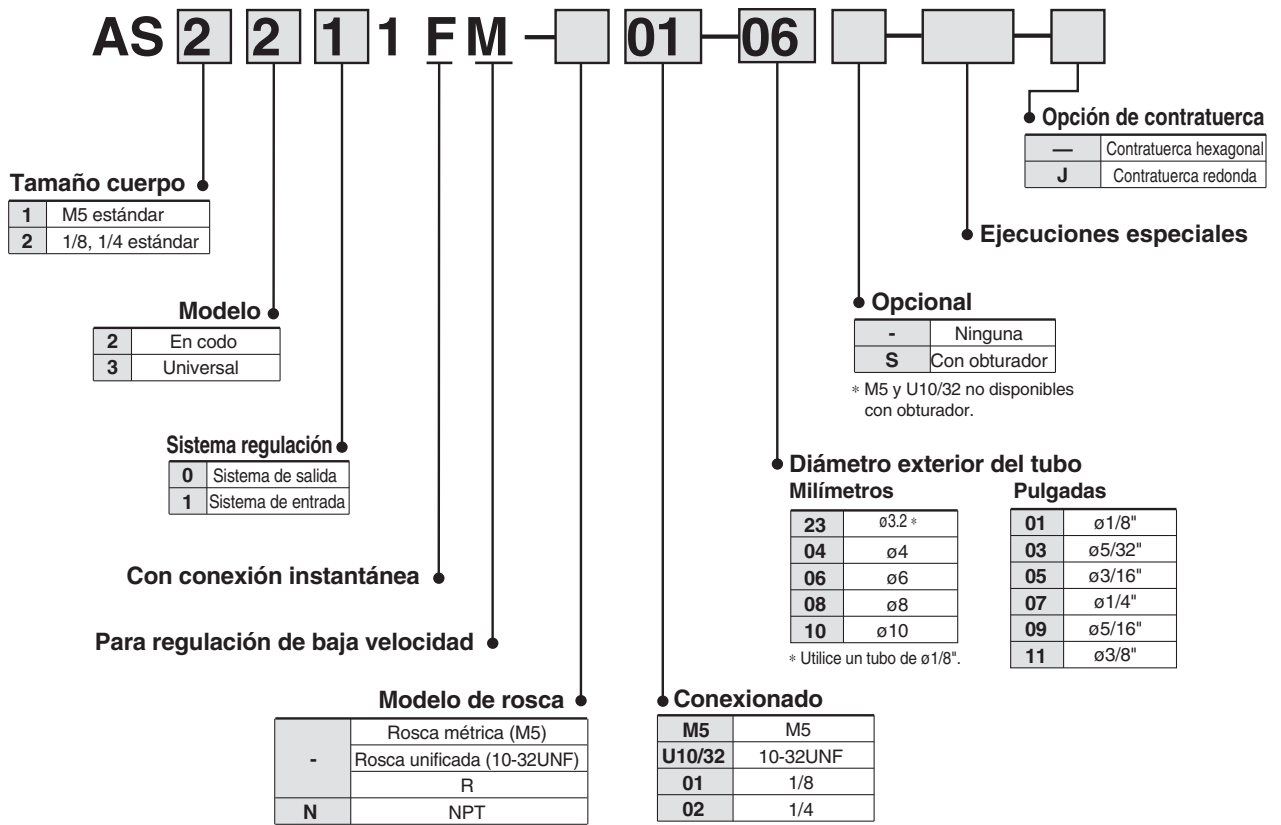 AS 2 2 1 1 F M - 01 - 06 - -
Opción de contratuerca
— Contratuerca hexagonal
J Contratuerca redonda
Tamaño cuerpo
1 M5 estándar
2 1/8, 1/4 estándar
Ejecuciones especiales
Modelo
2 En codo
3 Universal
Opcional
- Ninguna
S Con obturador
* M5 y U10/32 no disponibles
con obturador.
Sistema regulación
0 Sistema de salida
1 Sistema de entrada
Diámetro exterior del tubo
Milímetros
23 ø3.2 *
04 ø4
06 ø6
08 ø8
10 ø10
* Utilice un tubo de ø1/8".
Pulgadas
01 ø1/8"
03 ø5/32"
05 ø3/16"
07 ø1/4"
09 ø5/16"
11 ø3/8"
Con conexión instantánea
Para regulación de baja velocidad
Modelo de rosca
- Rosca métrica (M5)
Rosca unificada (10-32UNF)
R
N NPT
Conexionado
M5 M5
U10/32 10-32UNF
01 1/8
02 1/4